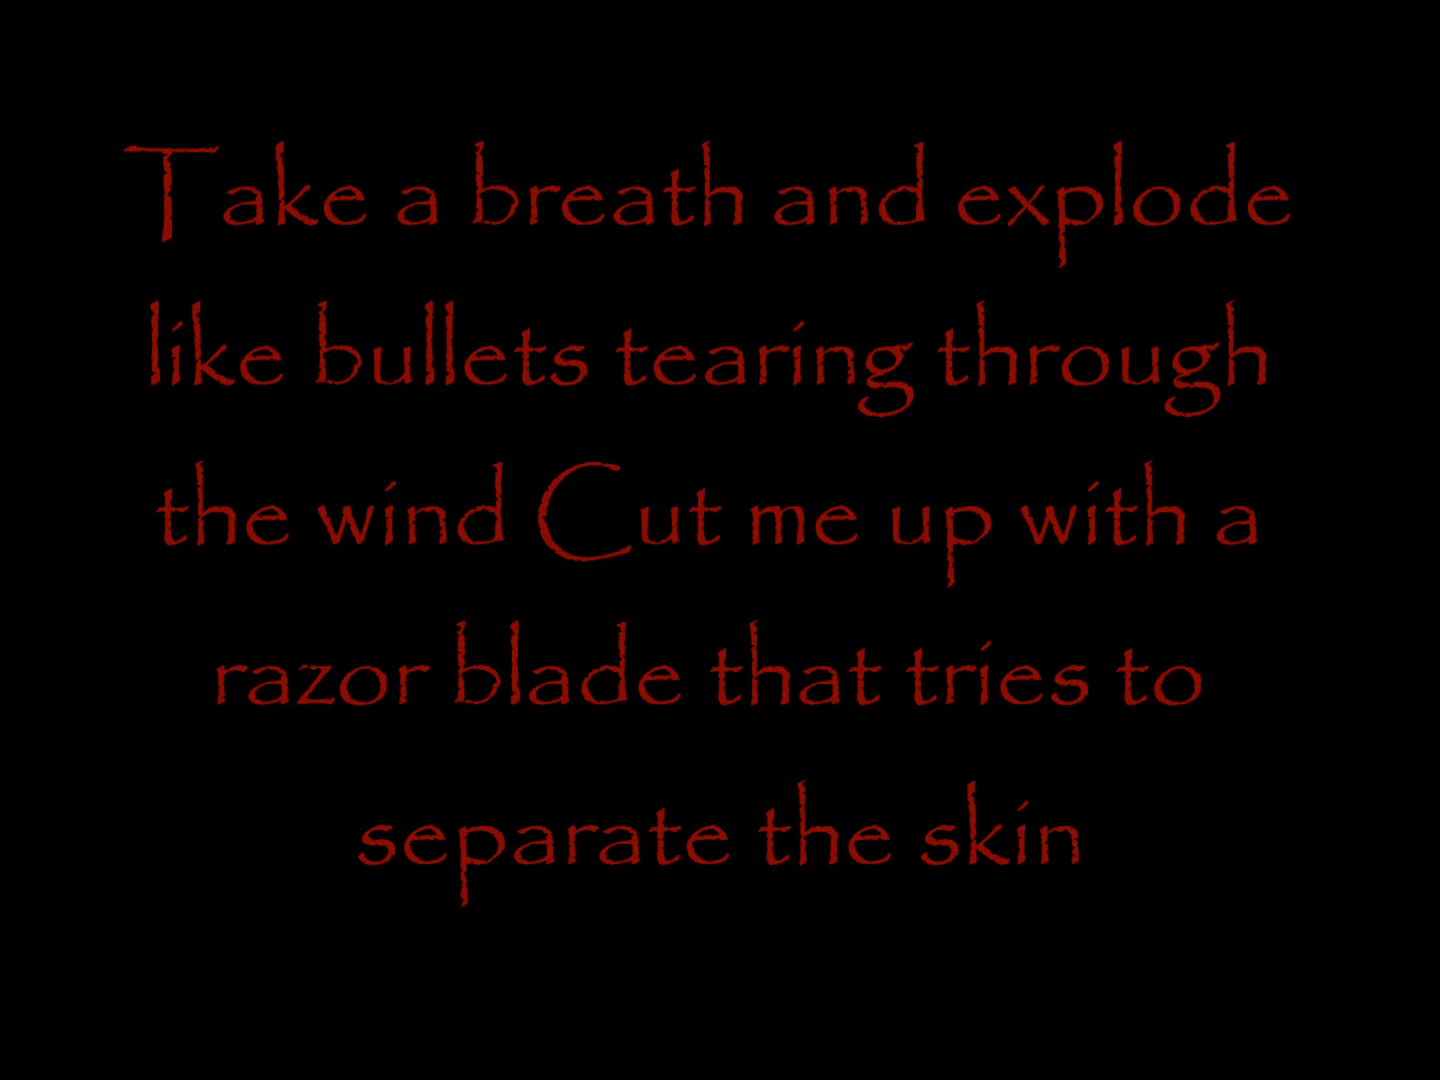 Take a breath and explode
like bullets tearing through
the wind Cut me up with a
razor blade that tries to
separate the skin